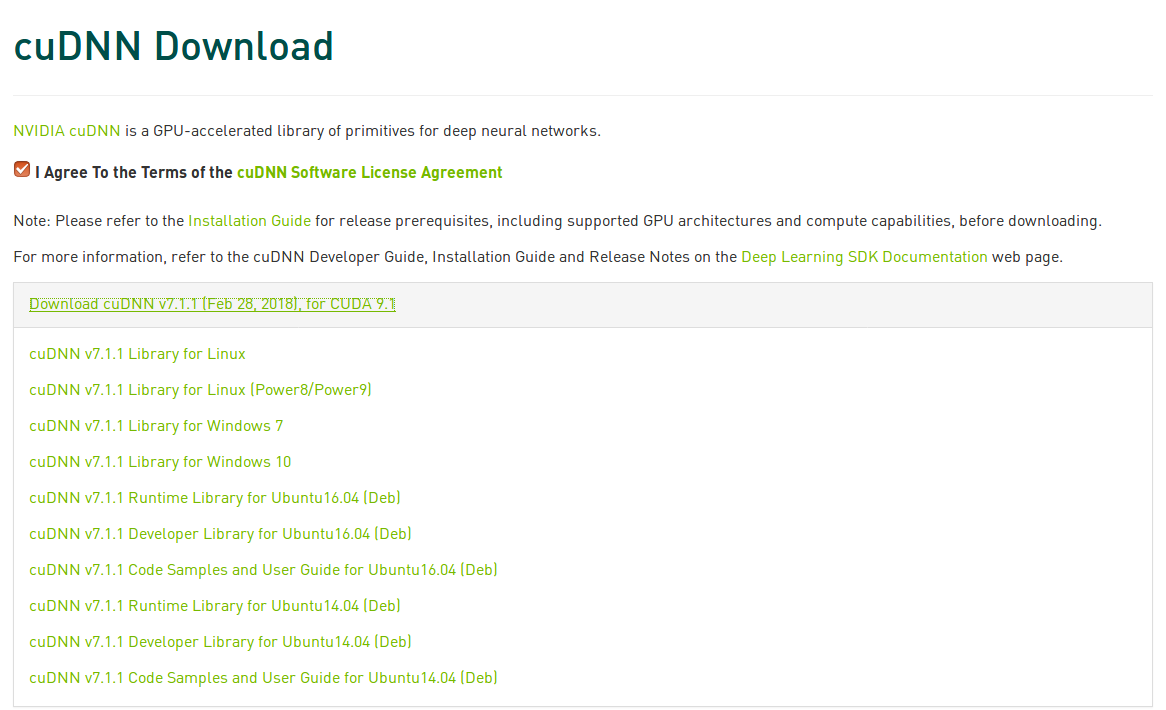 cuDNN Download
NVIDIA cuDNN is a GPU-accelerated library of primitives for deep neural networks.
I Agree To the Terms of the cuDNN Software License Agreement
Note: Please refer to the Installation Guide for release prerequisites, including supported GPU architectures and compute capabilities, before downloading.
For more information, refer to the cuDNN Developer Guide, Installation Guide and Release Notes on the Deep Learning SDK Documentation web page.
Download cuDNN v7.1.1 (Feb 28, 2018), for CUDA 9.1
cuDNN v7.1.1 Library for Linux
cuDNN v7.1.1 Library for Linux (Power8/Power9)
cuDNN v7.1.1 Library for Windows 7
cuDNN v7.1.1 Library for Windows 10
cuDNN v7.1.1 Runtime Library for Ubuntu16.04 (Deb)
cuDNN v7.1.1 Developer Library for Ubuntu16.04 (Deb)
cuDNN v7.1.1 Code Samples and User Guide for Ubuntu16.04 (Deb)
cuDNN v7.1.1 Runtime Library for Ubuntu14.04 (Deb)
cuDNN v7.1.1 Developer Library for Ubuntu14.04 (Deb)
cuDNN v7.1.1 Code Samples and User Guide for Ubuntu14.04 (Deb)